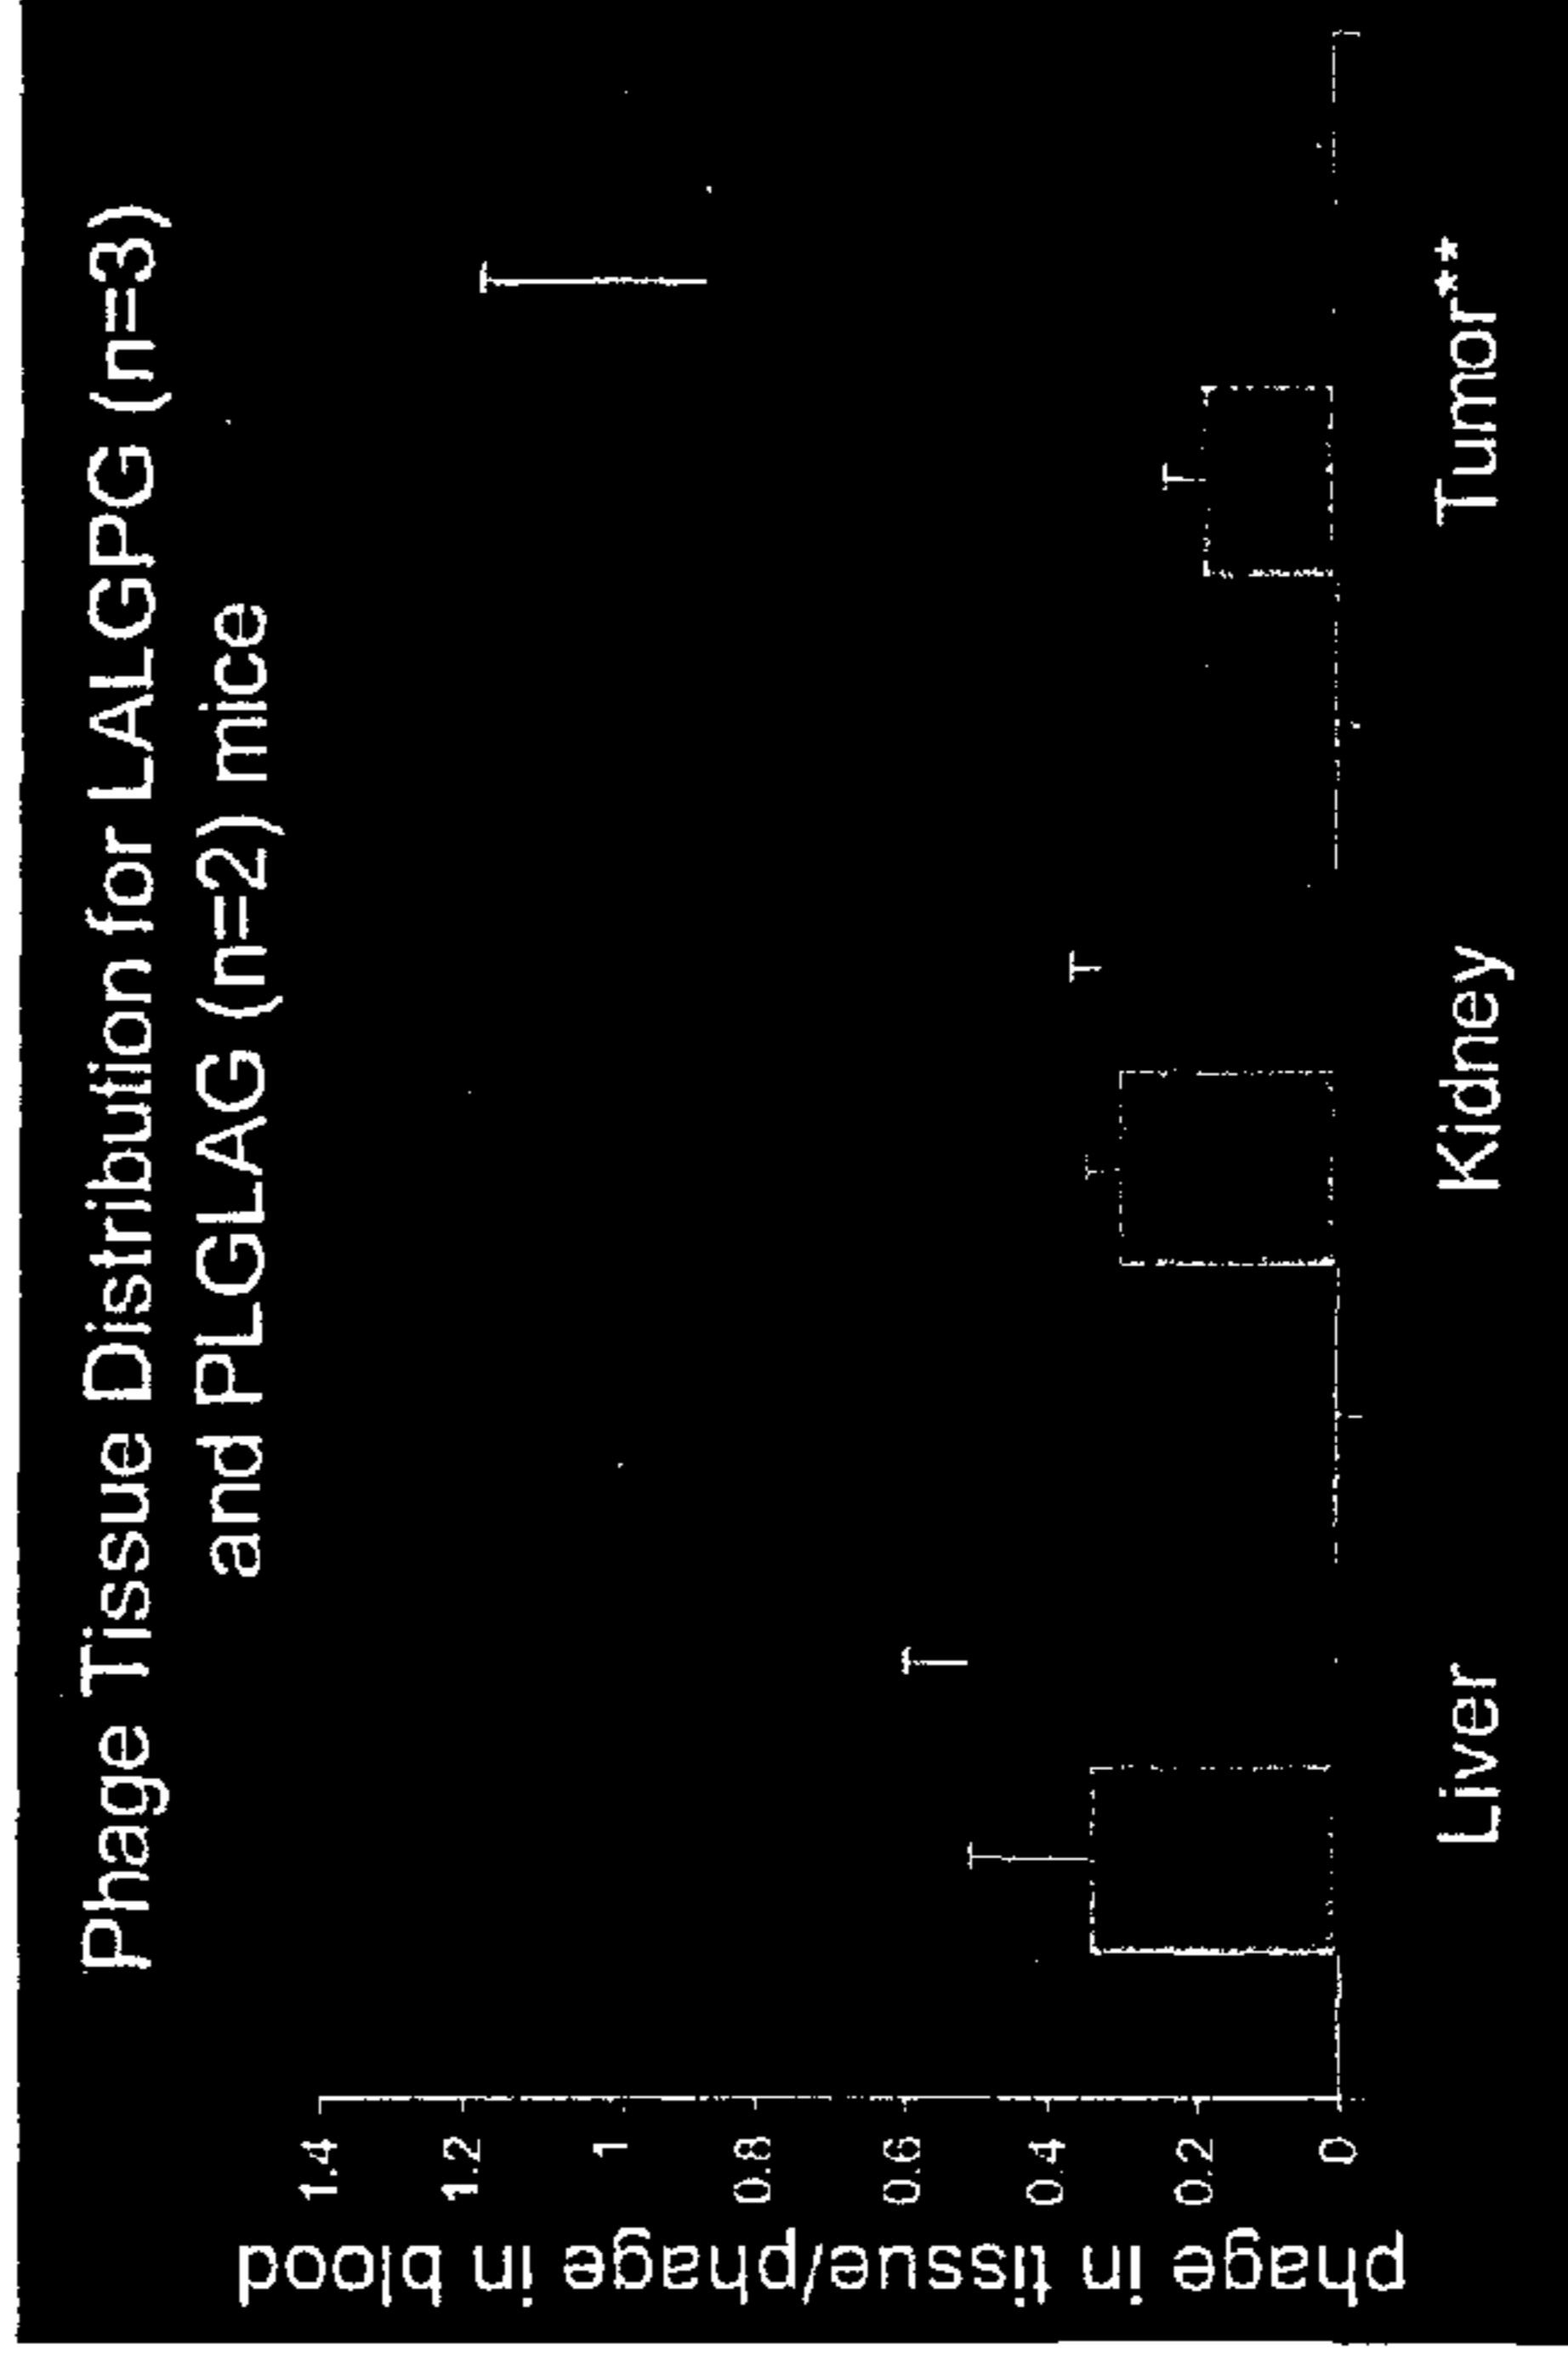 Phage Tissue Distribution for LALGPG (n=3)
and PLGLAG (n=2) mice
phage in tissue/phage in blood
1.4
1.2
1
0.8
0.6
0.4
0.2
0
Liver
Kidney
Tumor**